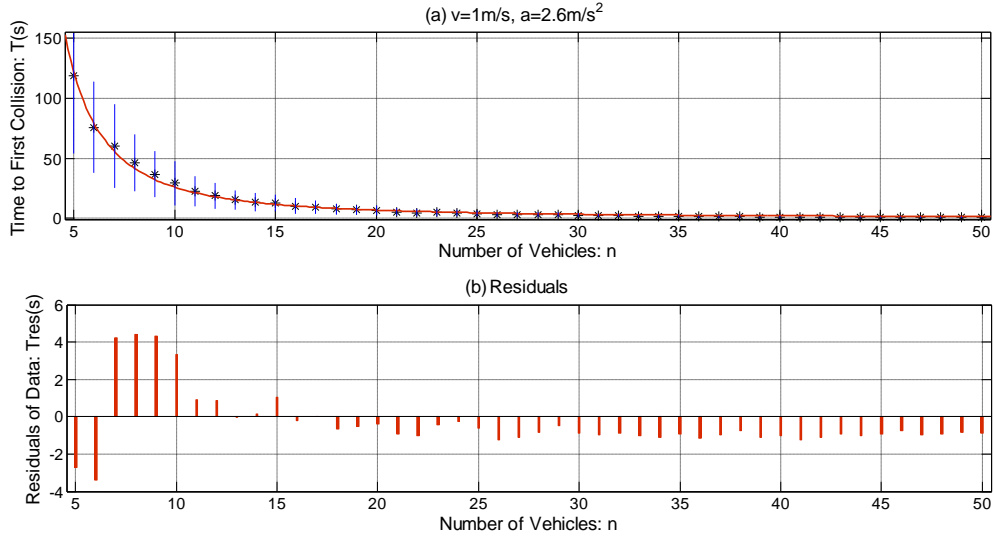 (a) v=1m/s, a=2.6m/s²
Time to First Collision: T(s)
150
100
50
0
5 10 15 20 25 30 35 40 45 50
Number of Vehicles: n
(b) Residuals
Residuals of Data: Tres(s)
6
4
2
0
-2
-4
5 10 15 20 25 30 35 40 45 50
Number of Vehicles: n